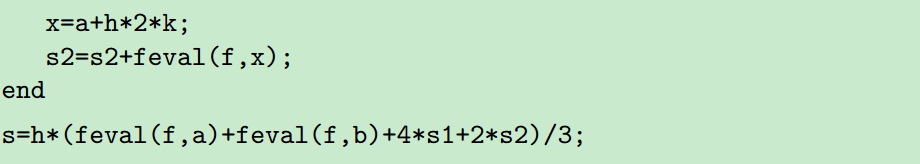 x=a+h*2*k;
s2=s2+feval(f,x);
end
s=h*(feval(f,a)+feval(f,b)+4*s1+2*s2)/3;